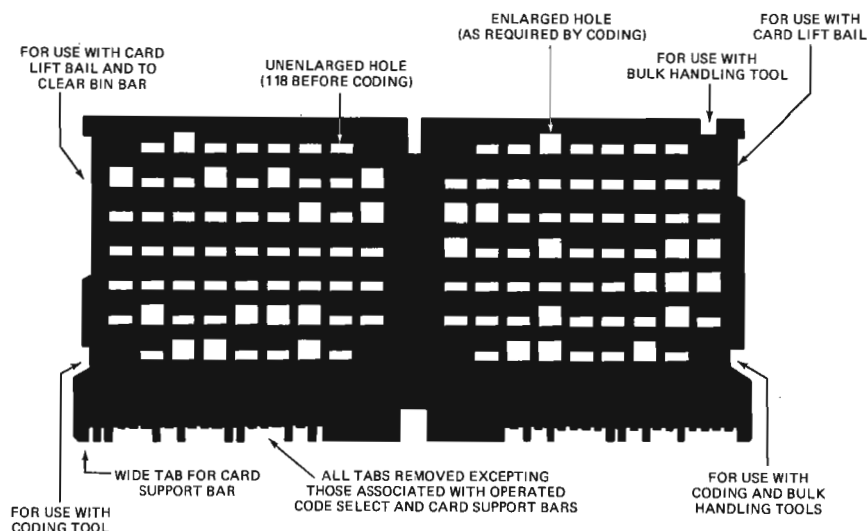 FOR USE WITH CARD
LIFT BAIL AND TO
CLEAR BIN BAR
UNENLARGED HOLE
(118 BEFORE CODING)
ENLARGED HOLE
(AS REQUIRED BY CODING)
FOR USE WITH
BULK HANDLING TOOL
FOR USE WITH
CARD LIFT BAIL
FOR USE WITH
CODING TOOL
WIDE TAB FOR CARD
SUPPORT BAR
ALL TABS REMOVED EXCEPTING
THOSE ASSOCIATED WITH OPERATED
CODE SELECT AND CARD SUPPORT BARS
FOR USE WITH
CODING AND BULK
HANDLING TOOLS